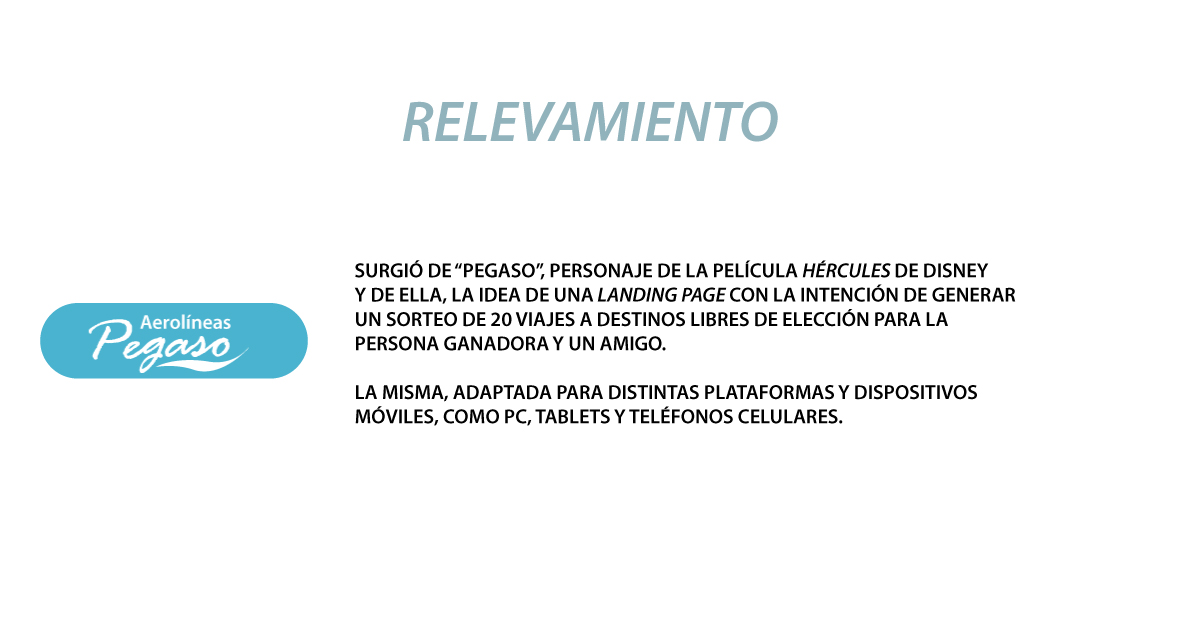 RELEVAMIENTO
Aerolíneas
Pegaso
SURGIÓ DE “PEGASO”, PERSONAJE DE LA PELÍCULA HÉRCULES DE DISNEY
Y DE ELLA, LA IDEA DE UNA LANDING PAGE CON LA INTENCIÓN DE GENERAR
UN SORTEO DE 20 VIAJES A DESTINOS LIBRES DE ELECCIÓN PARA LA
PERSONA GANADORA Y UN AMIGO.
LA MISMA, ADAPTADA PARA DISTINTAS PLATAFORMAS Y DISPOSITIVOS
MÓVILES, COMO PC, TABLETS Y TELÉFONOS CELULARES.